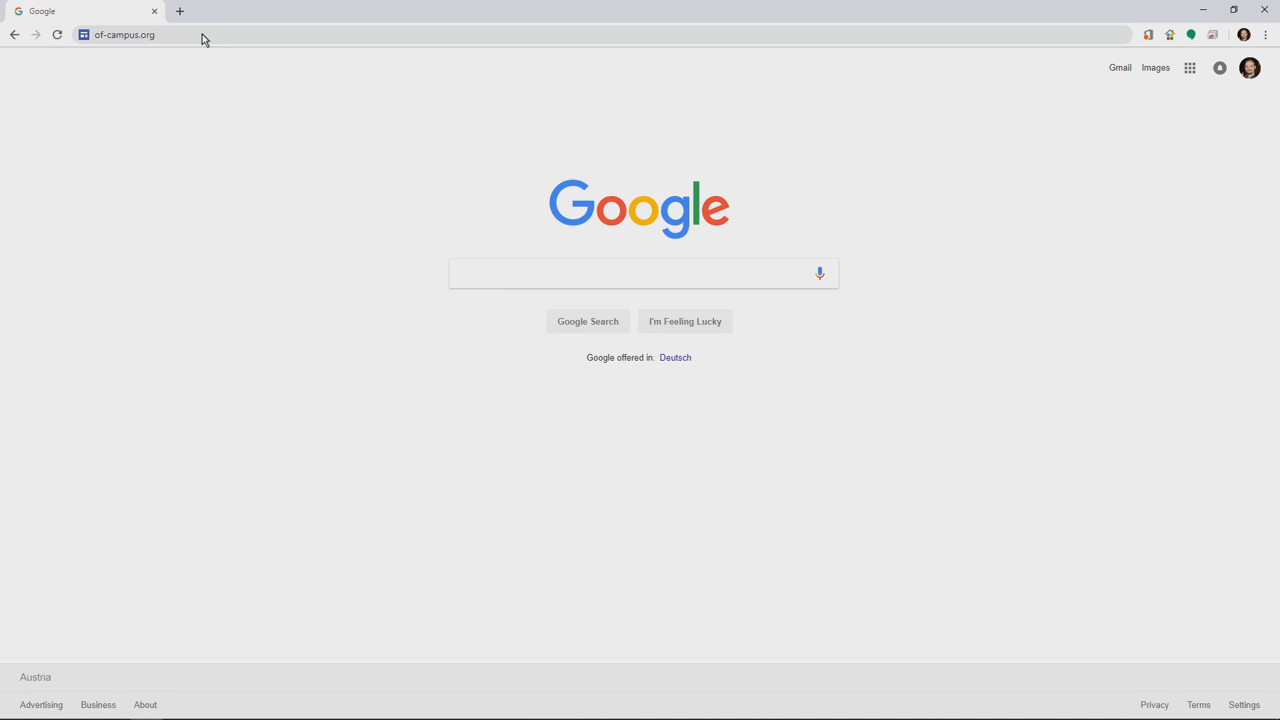 Google
of-campus.org
Gmail Images
Google
Google Search I'm Feeling Lucky
Google offered in: Deutsch
Austria
Advertising Business About Privacy Terms Settings